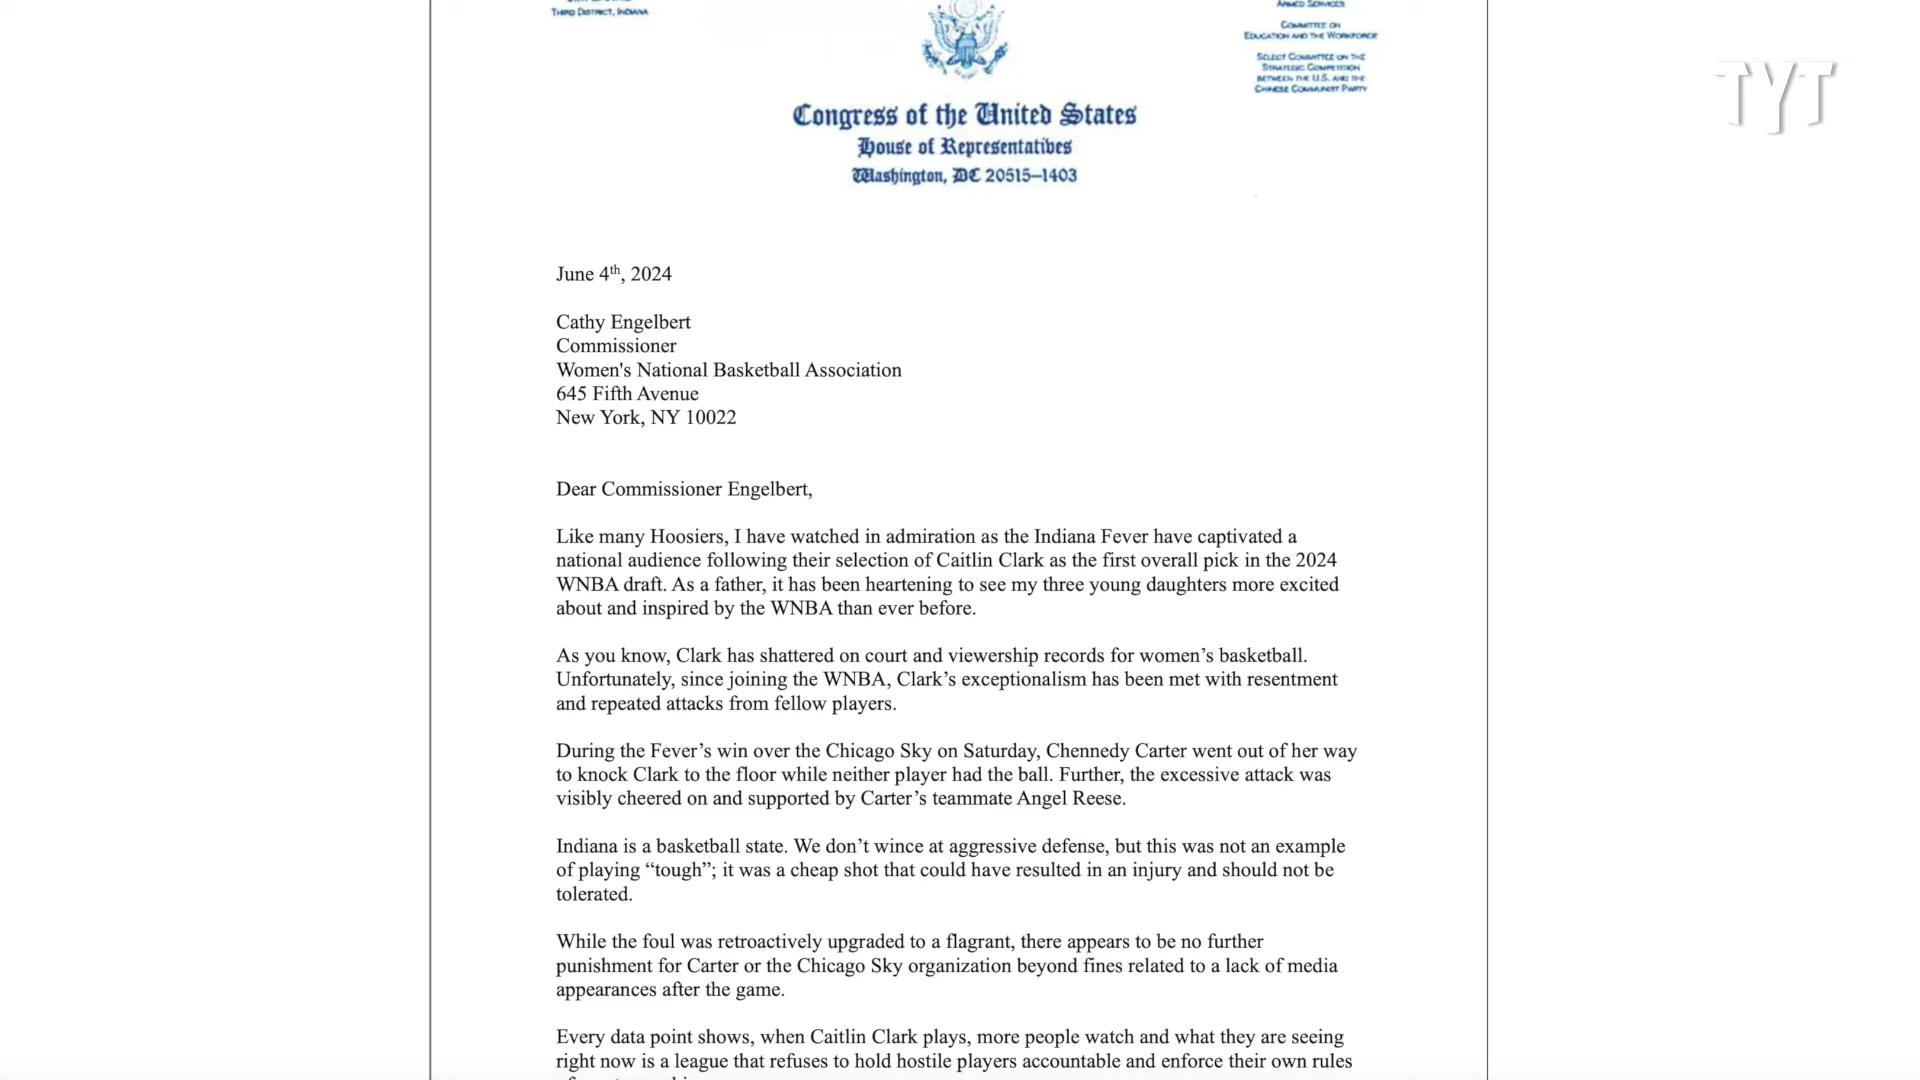 THIRD DISTRICT, INDIANA
ARMED SERVICES
COMMITTEE ON
EDUCATION AND THE WORKFORCE
SELECT COMMITTEE ON THE
STRATEGIC COMPETITION
BETWEEN THE U.S. AND THE
CHINESE COMMUNIST PARTY
TYT
Congress of the United States
House of Representatives
Washington, DC 20515–1403
June 4th, 2024
Cathy Engelbert
Commissioner
Women's National Basketball Association
645 Fifth Avenue
New York, NY 10022
Dear Commissioner Engelbert,
Like many Hoosiers, I have watched in admiration as the Indiana Fever have captivated a
national audience following their selection of Caitlin Clark as the first overall pick in the 2024
WNBA draft. As a father, it has been heartening to see my three young daughters more excited
about and inspired by the WNBA than ever before.
As you know, Clark has shattered on court and viewership records for women’s basketball.
Unfortunately, since joining the WNBA, Clark’s exceptionalism has been met with resentment
and repeated attacks from fellow players.
During the Fever’s win over the Chicago Sky on Saturday, Chennedy Carter went out of her way
to knock Clark to the floor while neither player had the ball. Further, the excessive attack was
visibly cheered on and supported by Carter’s teammate Angel Reese.
Indiana is a basketball state. We don’t wince at aggressive defense, but this was not an example
of playing “tough”; it was a cheap shot that could have resulted in an injury and should not be
tolerated.
While the foul was retroactively upgraded to a flagrant, there appears to be no further
punishment for Carter or the Chicago Sky organization beyond fines related to a lack of media
appearances after the game.
Every data point shows, when Caitlin Clark plays, more people watch and what they are seeing
right now is a league that refuses to hold hostile players accountable and enforce their own rules